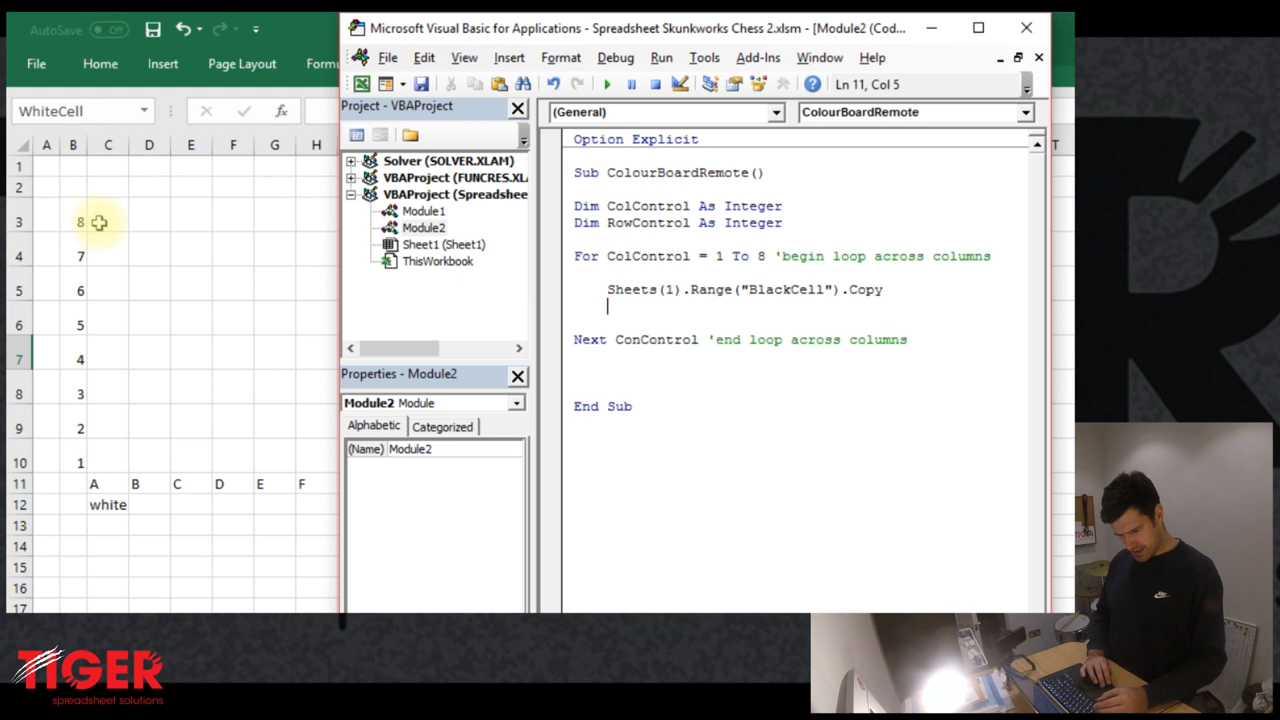 AutoSave Off
File Home Insert Page Layout Formu
WhiteCell
fx
A B C D E F G H
T
1
2
3 8
4 7
5 6
6 5
7 4
8 3
9 2
10 1
11 A B C D E F
12 white
13
14
15
16
17
Microsoft Visual Basic for Applications - Spreadsheet Skunkworks Chess 2.xlsm - [Module2 (Cod...
File Edit View Insert Format Debug Run Tools Add-Ins Window Help
Ln 11, Col 5
Project - VBAProject
Solver (SOLVER.XLAM)
VBAProject (FUNCRES.XL
VBAProject (Spreadshee
Module1
Module2
Sheet1 (Sheet1)
ThisWorkbook
Properties - Module2
Module2 Module
Alphabetic Categorized
(Name) Module2
(General) ColourBoardRemote
Option Explicit
Sub ColourBoardRemote()
Dim ColControl As Integer
Dim RowControl As Integer
For ColControl = 1 To 8 'begin loop across columns
Sheets(1).Range("BlackCell").Copy
Next ConControl 'end loop across columns
End Sub
TIGER
spreadsheet solutions